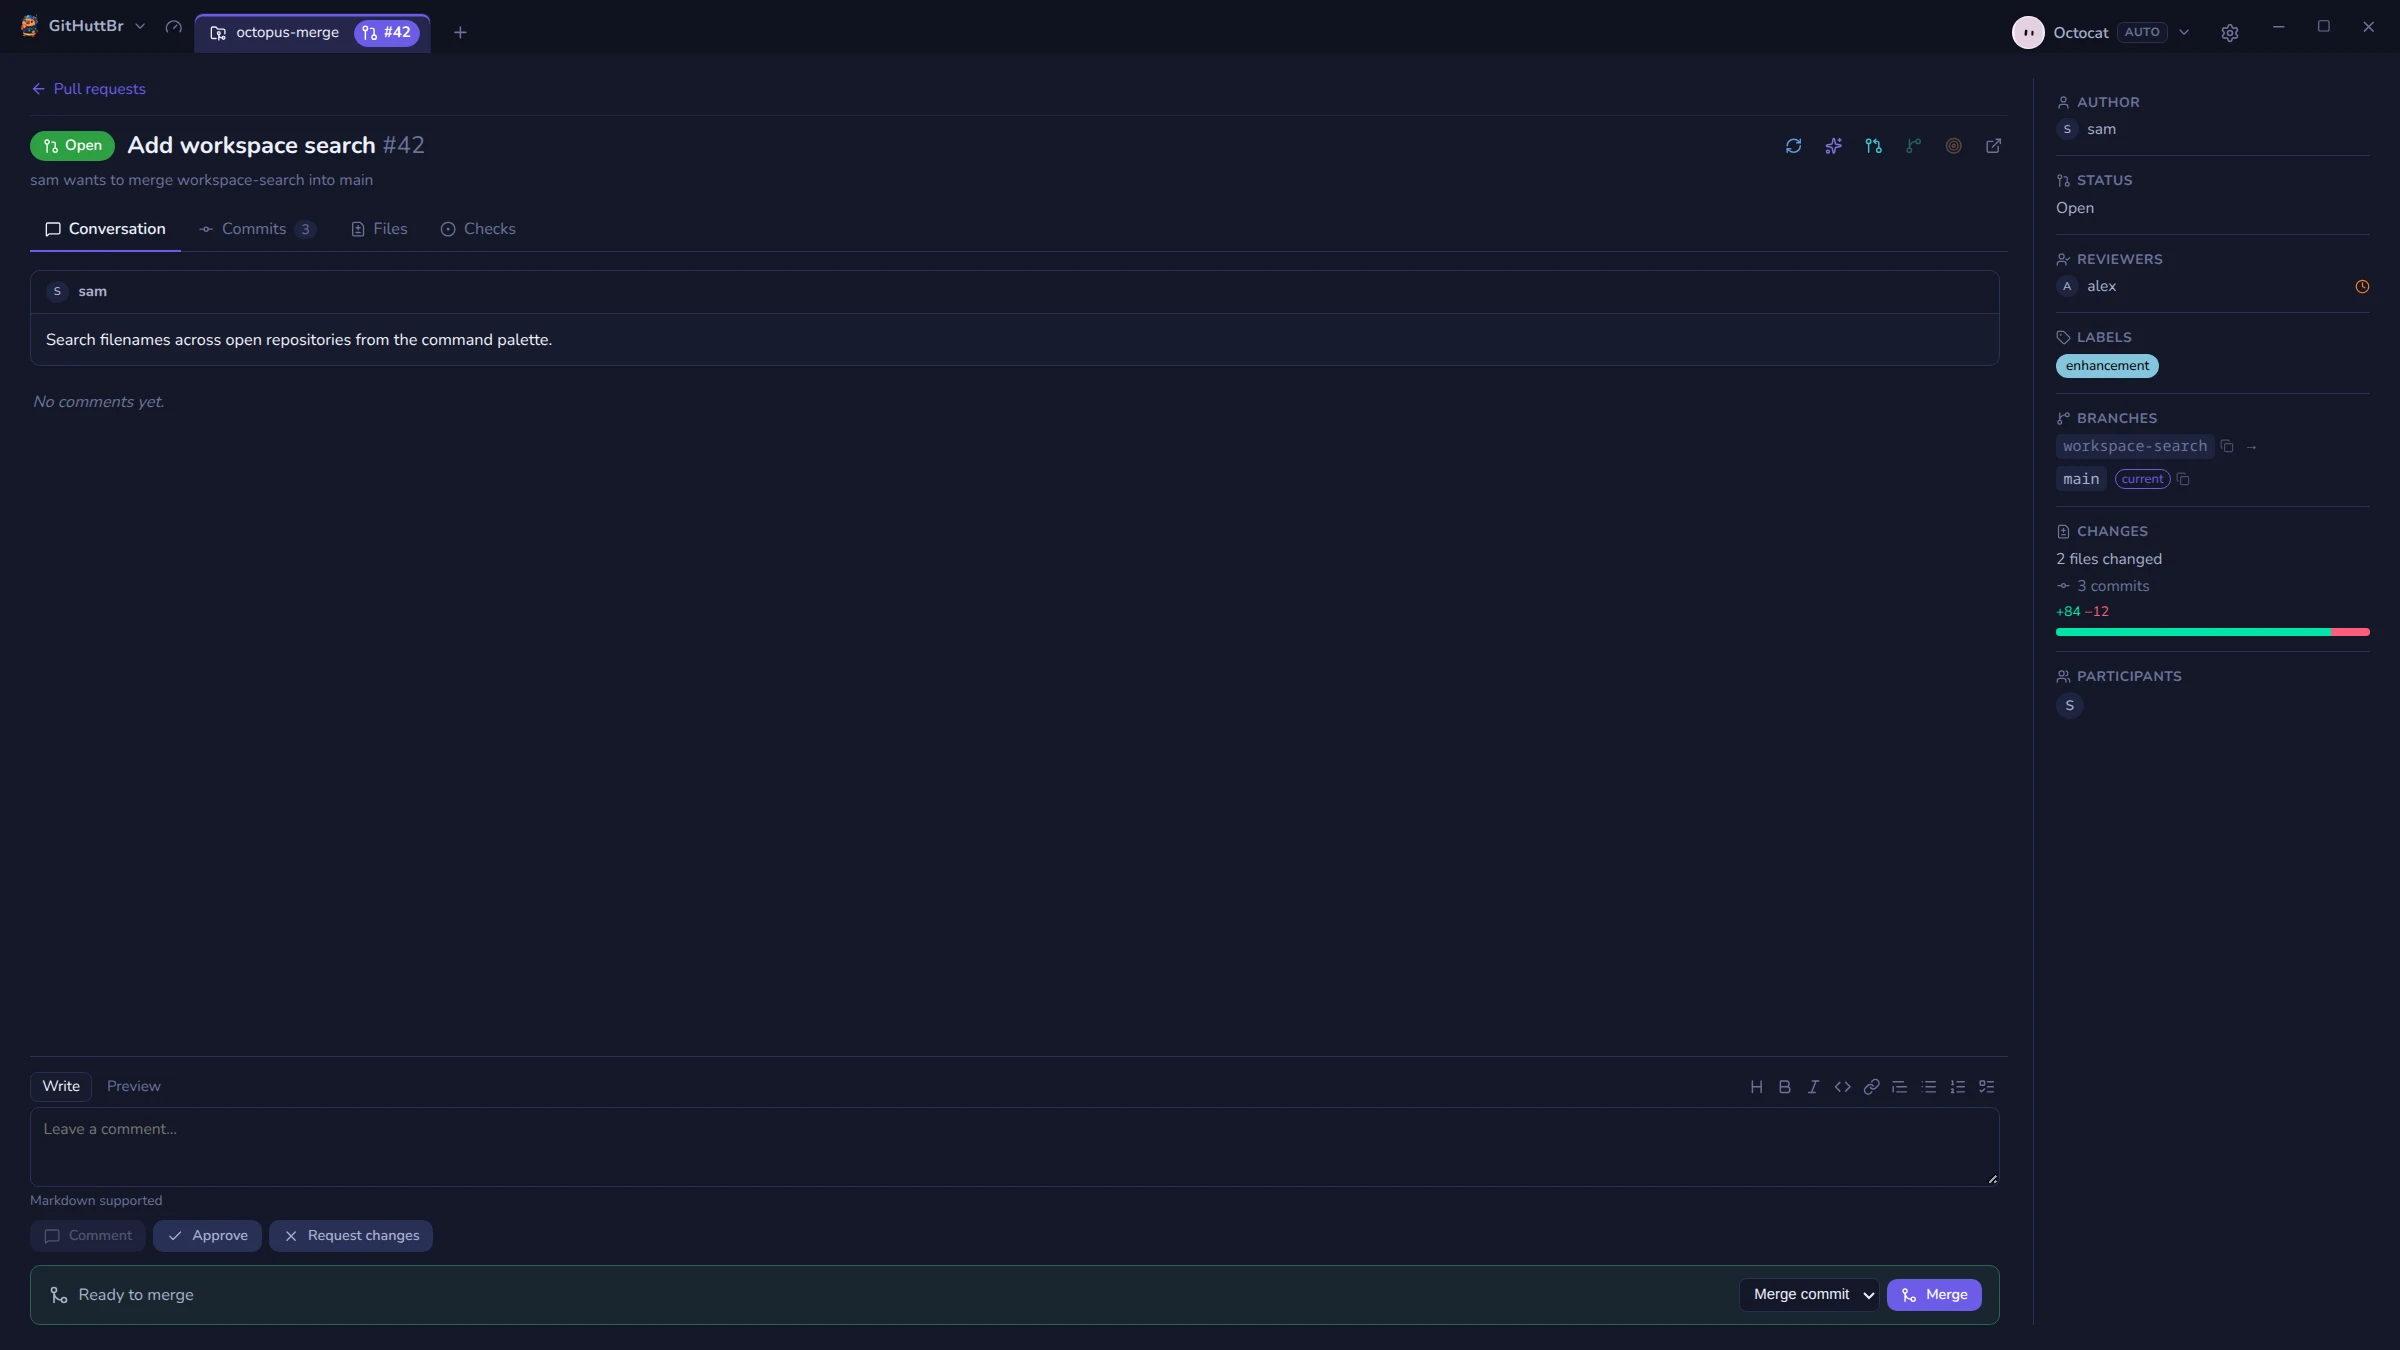 GitHuttBr
octopus-merge #42
Octocat AUTO
Pull requests
Open Add workspace search #42
sam wants to merge workspace-search into main
Conversation Commits 3 Files Checks
S sam
Search filenames across open repositories from the command palette.
No comments yet.
Write Preview
Leave a comment...
Markdown supported
Comment Approve Request changes
Ready to merge
Merge commit Merge
AUTHOR
S sam
STATUS
Open
REVIEWERS
A alex
LABELS
enhancement
BRANCHES
workspace-search →
main current
CHANGES
2 files changed
3 commits
+84 −12
PARTICIPANTS
S